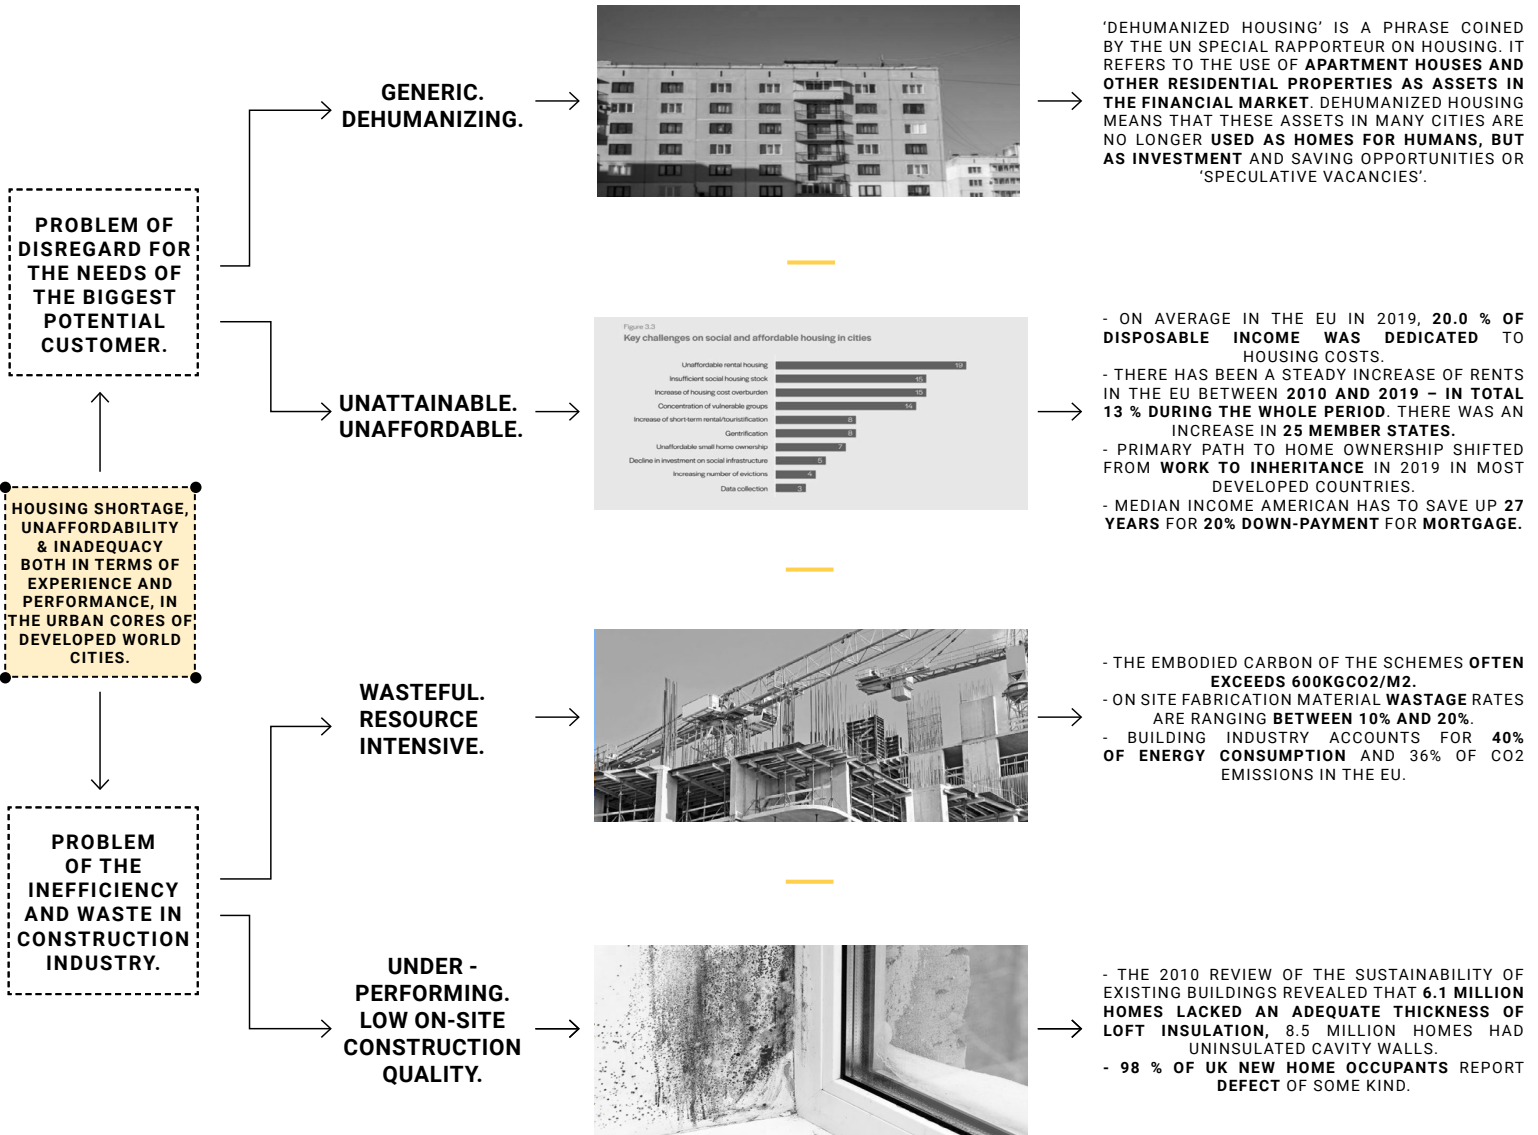 GENERIC.
DEHUMANIZING.
‘DEHUMANIZED HOUSING’ IS A PHRASE COINED
BY THE UN SPECIAL RAPPORTEUR ON HOUSING. IT
REFERS TO THE USE OF APARTMENT HOUSES AND
OTHER RESIDENTIAL PROPERTIES AS ASSETS IN
THE FINANCIAL MARKET. DEHUMANIZED HOUSING
MEANS THAT THESE ASSETS IN MANY CITIES ARE
NO LONGER USED AS HOMES FOR HUMANS, BUT
AS INVESTMENT AND SAVING OPPORTUNITIES OR
‘SPECULATIVE VACANCIES’.
PROBLEM OF
DISREGARD FOR
THE NEEDS OF
THE BIGGEST
POTENTIAL
CUSTOMER.
UNATTAINABLE.
UNAFFORDABLE.
Figure 3.3
Key challenges on social and affordable housing in cities
Unaffordable rental housing 19
Insufficient social housing stock 15
Increase of housing cost overburden 15
Concentration of vulnerable groups 14
Increase of short-term rental/touristification 8
Gentrification 8
Unaffordable small home ownership 7
Decline in investment on social infrastructure 5
Increasing number of evictions 4
Data collection 3
- ON AVERAGE IN THE EU IN 2019, 20.0 % OF
DISPOSABLE INCOME WAS DEDICATED TO
HOUSING COSTS.
- THERE HAS BEEN A STEADY INCREASE OF RENTS
IN THE EU BETWEEN 2010 AND 2019 – IN TOTAL
13 % DURING THE WHOLE PERIOD. THERE WAS AN
INCREASE IN 25 MEMBER STATES.
- PRIMARY PATH TO HOME OWNERSHIP SHIFTED
FROM WORK TO INHERITANCE IN 2019 IN MOST
DEVELOPED COUNTRIES.
- MEDIAN INCOME AMERICAN HAS TO SAVE UP 27
YEARS FOR 20% DOWN-PAYMENT FOR MORTGAGE.
HOUSING SHORTAGE,
UNAFFORDABILITY
& INADEQUACY
BOTH IN TERMS OF
EXPERIENCE AND
PERFORMANCE, IN
THE URBAN CORES OF
DEVELOPED WORLD
CITIES.
WASTEFUL.
RESOURCE
INTENSIVE.
- THE EMBODIED CARBON OF THE SCHEMES OFTEN
EXCEEDS 600KGCO2/M2.
- ON SITE FABRICATION MATERIAL WASTAGE RATES
ARE RANGING BETWEEN 10% AND 20%.
- BUILDING INDUSTRY ACCOUNTS FOR 40%
OF ENERGY CONSUMPTION AND 36% OF CO2
EMISSIONS IN THE EU.
PROBLEM
OF THE
INEFFICIENCY
AND WASTE IN
CONSTRUCTION
INDUSTRY.
UNDER -
PERFORMING.
LOW ON-SITE
CONSTRUCTION
QUALITY.
- THE 2010 REVIEW OF THE SUSTAINABILITY OF
EXISTING BUILDINGS REVEALED THAT 6.1 MILLION
HOMES LACKED AN ADEQUATE THICKNESS OF
LOFT INSULATION, 8.5 MILLION HOMES HAD
UNINSULATED CAVITY WALLS.
- 98 % OF UK NEW HOME OCCUPANTS REPORT
DEFECT OF SOME KIND.